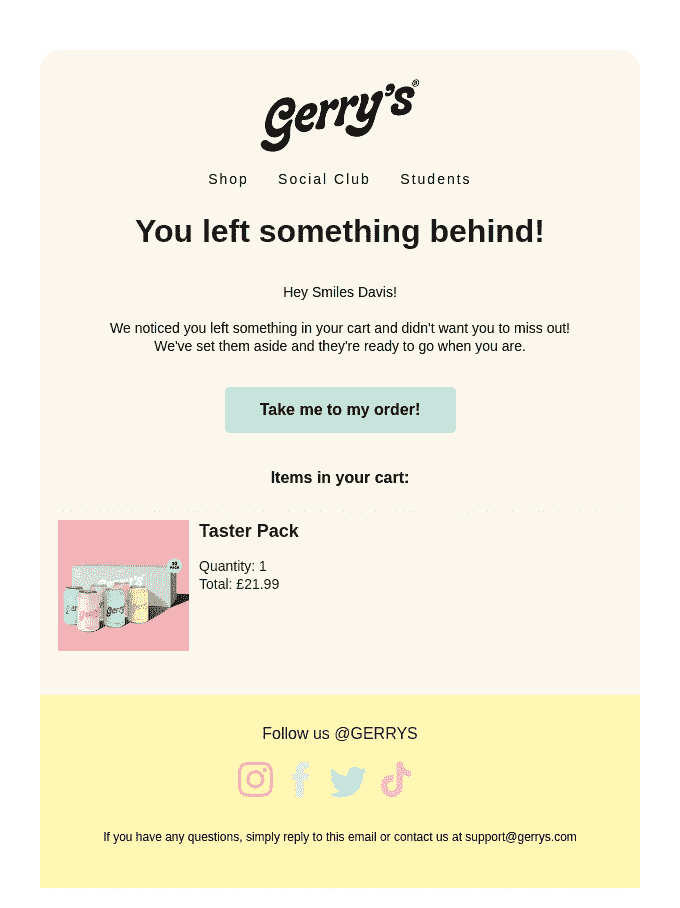 Gerry's®
Shop Social Club Students
You left something behind!
Hey Smiles Davis!
We noticed you left something in your cart and didn't want you to miss out!
We've set them aside and they're ready to go when you are.
Take me to my order!
Items in your cart:
Taster Pack
Quantity: 1
Total: £21.99
Gerry's
Gerry's
Follow us @GERRYS
If you have any questions, simply reply to this email or contact us at support@gerrys.com